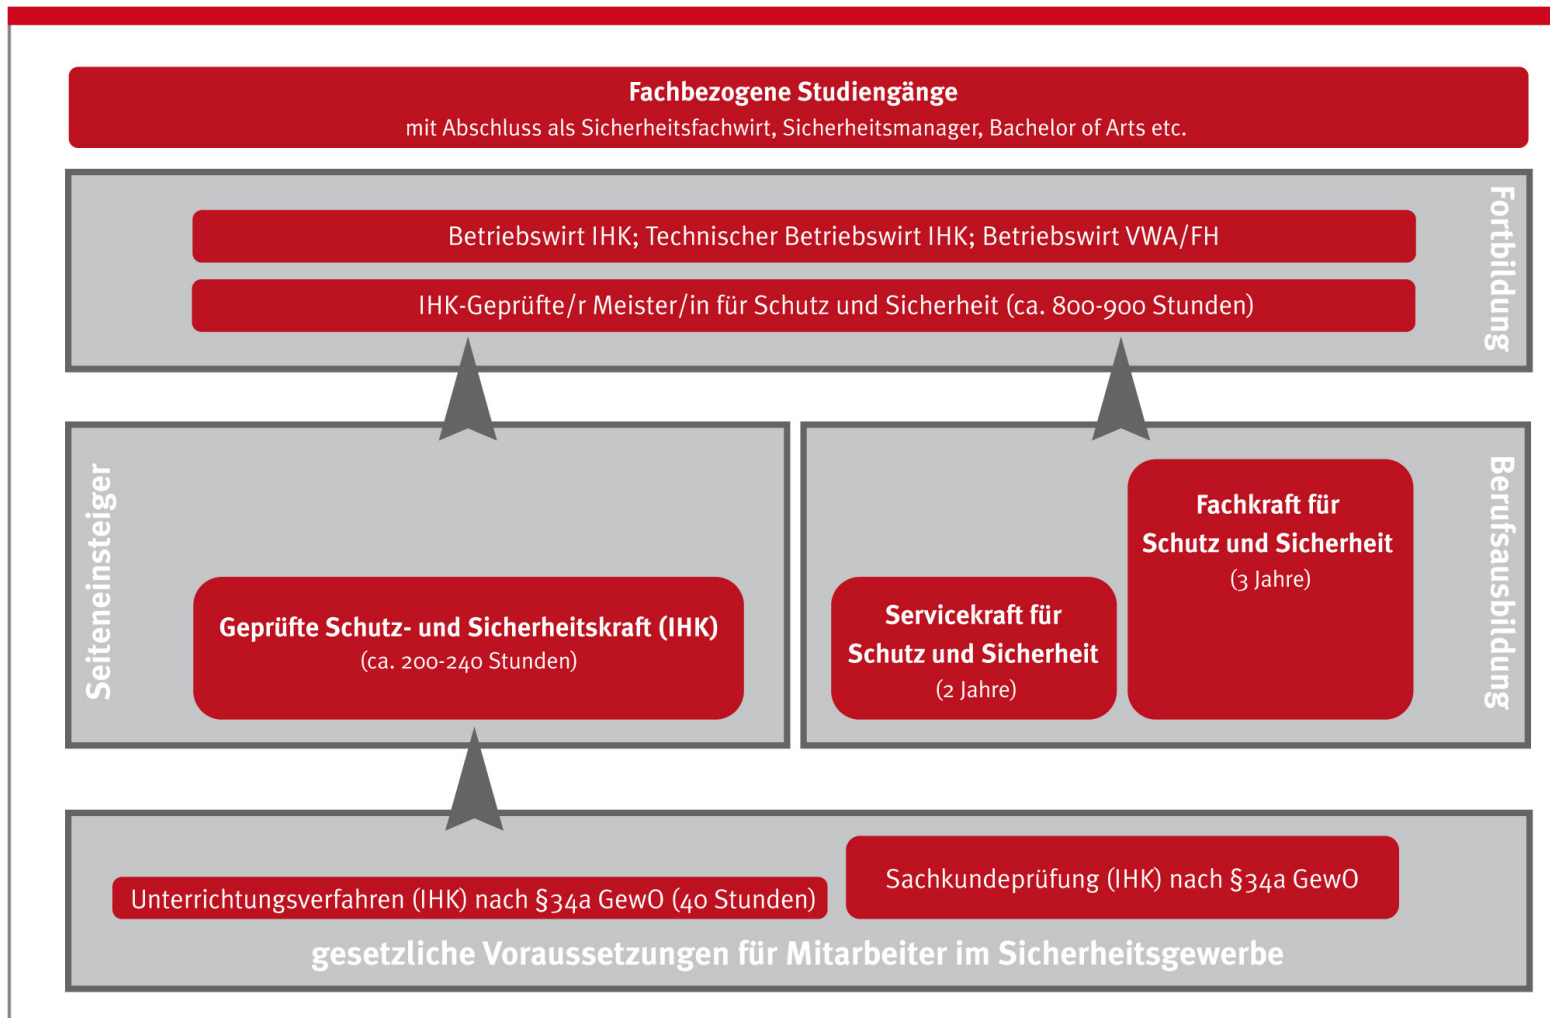 Fachbezogene Studiengänge
mit Abschluss als Sicherheitsfachwirt, Sicherheitsmanager, Bachelor of Arts etc.
Fortbildung
Betriebswirt IHK; Technischer Betriebswirt IHK; Betriebswirt VWA/FH
IHK-Geprüfte/r Meister/in für Schutz und Sicherheit (ca. 800-900 Stunden)
Seiteneinsteiger
Geprüfte Schutz- und Sicherheitskraft (IHK)
(ca. 200-240 Stunden)
Berufsausbildung
Servicekraft für
Schutz und Sicherheit
(2 Jahre)
Fachkraft für
Schutz und Sicherheit
(3 Jahre)
Unterrichtungsverfahren (IHK) nach §34a GewO (40 Stunden)
Sachkundeprüfung (IHK) nach §34a GewO
gesetzliche Voraussetzungen für Mitarbeiter im Sicherheitsgewerbe